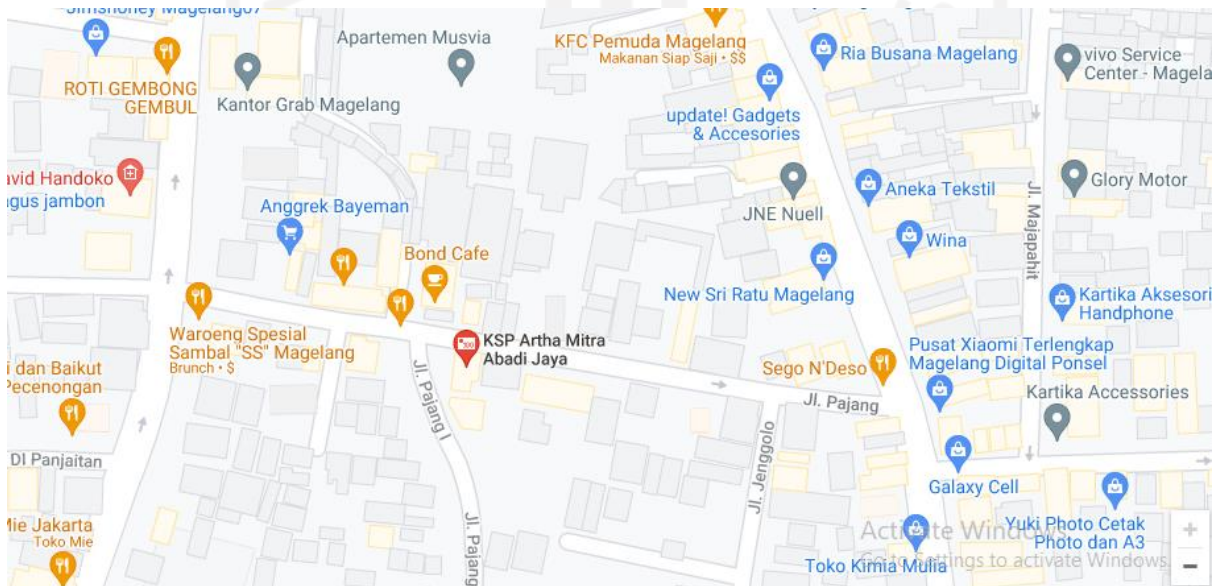 Jimshoney Magelang07
ROTI GEMBONG
GEMBUL
Kantor Grab Magelang
Apartemen Musvia
KFC Pemuda Magelang
Makanan Siap Saji • $$
Ria Busana Magelang
vivo Service
Center - Magela
update! Gadgets
& Accesories
avid Handoko
agus jambon
Anggrek Bayeman
Bond Cafe
JNE Nuell
Aneka Tekstil
Wina
Jl. Majapahit
Glory Motor
New Sri Ratu Magelang
Kartika Aksesori
Handphone
Waroeng Spesial
Sambal "SS" Magelang
Brunch • $
KSP Artha Mitra
Abadi Jaya
Pusat Xiaomi Terlengkap
Magelang Digital Ponsel
i dan Baikut
Pecenongan
Sego N'Deso
Jl. Pajang
Kartika Accessories
Jl. Pajang I
Jl. Pajang
Jl. Jenggolo
DI Panjaitan
Galaxy Cell
Mie Jakarta
Toko Mie
Yuki Photo Cetak
Photo dan A3
Toko Kimia Mulia
Activate Windows
Go to Settings to activate Windows.